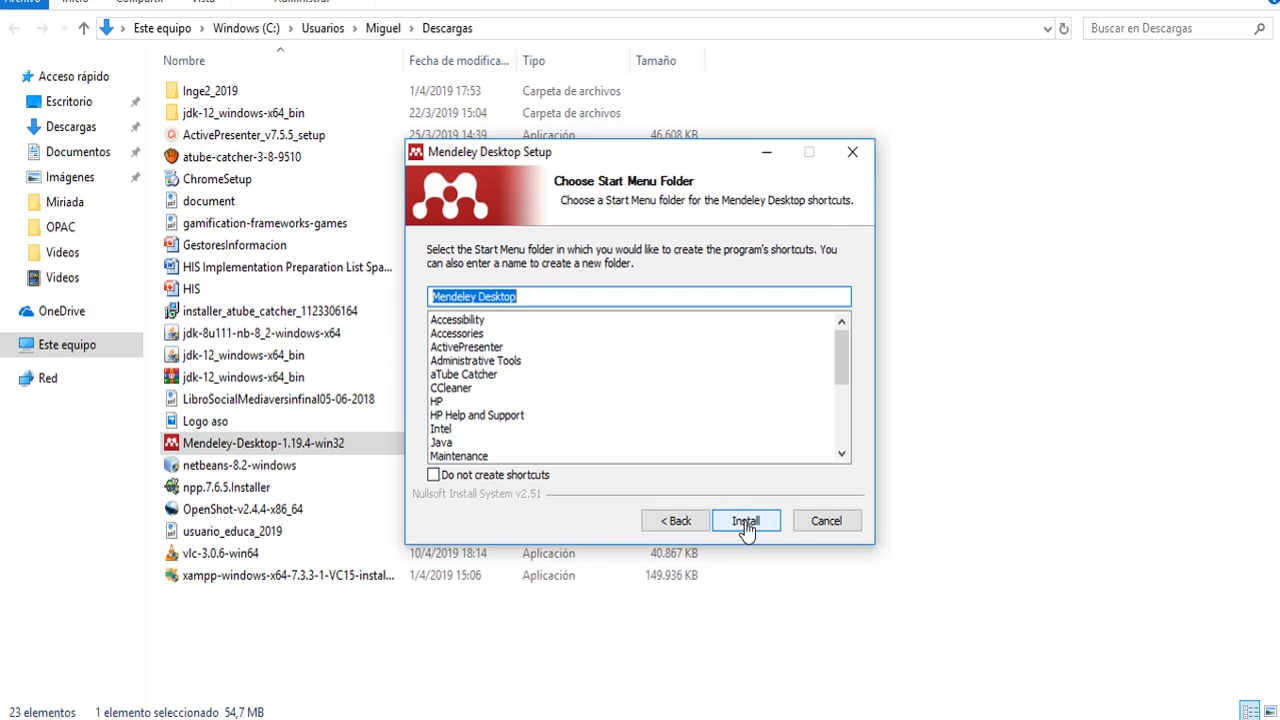 Archivo Inicio Compartir Vista Administrar
Este equipo > Windows (C:) > Usuarios > Miguel > Descargas
Buscar en Descargas
Nombre
Fecha de modifica...
Tipo
Tamaño
Acceso rápido
Escritorio
Descargas
Documentos
Imágenes
Miriada
OPAC
Videos
Videos
OneDrive
Este equipo
Red
Inge2_2019 1/4/2019 17:53 Carpeta de archivos
jdk-12_windows-x64_bin 22/3/2019 15:04 Carpeta de archivos
ActivePresenter_v7.5.5_setup 25/3/2019 14:39 Aplicación 46.608 KB
atube-catcher-3-8-9510
ChromeSetup
document
gamification-frameworks-games
GestoresInformacion
HIS Implementation Preparation List Spa...
HIS
installer_atube_catcher_1123306164
jdk-8u111-nb-8_2-windows-x64
jdk-12_windows-x64_bin
jdk-12_windows-x64_bin
LibroSocialMediaversinfinal05-06-2018
Logo aso
Mendeley-Desktop-1.19.4-win32
netbeans-8.2-windows
npp.7.6.5.Installer
OpenShot-v2.4.4-x86_64
usuario_educa_2019
vlc-3.0.6-win64 10/4/2019 18:14 Aplicación 40.867 KB
xampp-windows-x64-7.3.3-1-VC15-instal... 1/4/2019 15:06 Aplicación 149.936 KB
Mendeley Desktop Setup
Choose Start Menu Folder
Choose a Start Menu folder for the Mendeley Desktop shortcuts.
Select the Start Menu folder in which you would like to create the program's shortcuts. You
can also enter a name to create a new folder.
Mendeley Desktop
Accessibility
Accessories
ActivePresenter
Administrative Tools
aTube Catcher
CCleaner
HP
HP Help and Support
Intel
Java
Maintenance
Do not create shortcuts
Nullsoft Install System v2.51
< Back
Install
Cancel
23 elementos 1 elemento seleccionado 54,7 MB